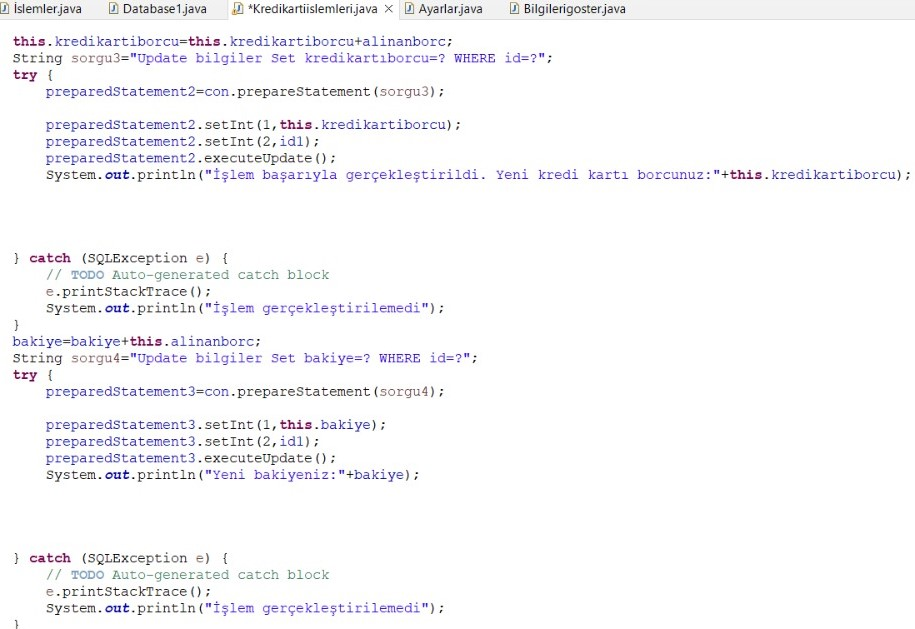 İslemler.java Database1.java *Kredikartiislemleri.java Ayarlar.java Bilgilerigoster.java
this.kredikartiborcu=this.kredikartiborcu+alinanborc;
String sorgu3="Update bilgiler Set kredikartıborcu=? WHERE id=?";
try {
preparedStatement2=con.prepareStatement(sorgu3);
preparedStatement2.setInt(1,this.kredikartiborcu);
preparedStatement2.setInt(2,id1);
preparedStatement2.executeUpdate();
System.out.println("İşlem başarıyla gerçekleştirildi. Yeni kredi kartı borcunuz:"+this.kredikartiborcu);
} catch (SQLException e) {
// TODO Auto-generated catch block
e.printStackTrace();
System.out.println("İşlem gerçekleştirilemedi");
}
bakiye=bakiye+this.alinanborc;
String sorgu4="Update bilgiler Set bakiye=? WHERE id=?";
try {
preparedStatement3=con.prepareStatement(sorgu4);
preparedStatement3.setInt(1,this.bakiye);
preparedStatement3.setInt(2,id1);
preparedStatement3.executeUpdate();
System.out.println("Yeni bakiyeniz:"+bakiye);
} catch (SQLException e) {
// TODO Auto-generated catch block
e.printStackTrace();
System.out.println("İşlem gerçekleştirilemedi");
}